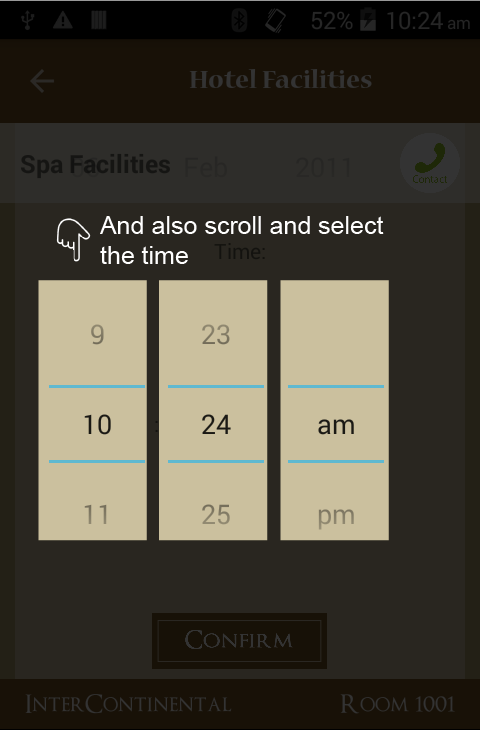 52% 10:24 am
Hotel Facilities
Spa Facilities Feb 2011
Contact
And also scroll and select
the time
Time:
9 23
10 : 24 am
11 25 pm
CONFIRM
INTERCONTINENTAL ROOM 1001